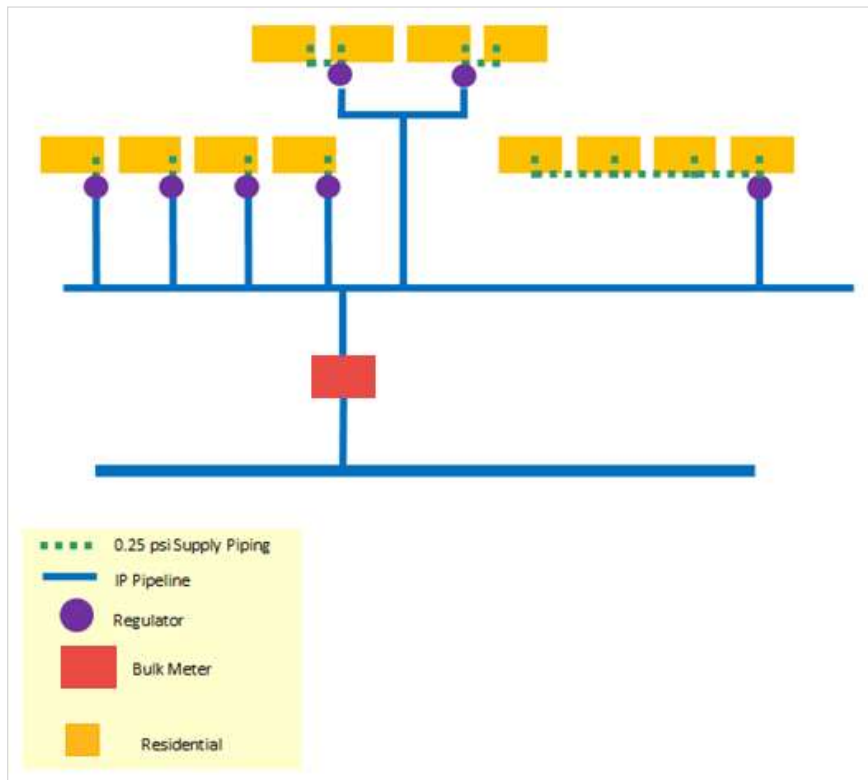 0.25 psi Supply Piping
IP Pipeline
Regulator
Bulk Meter
Residential